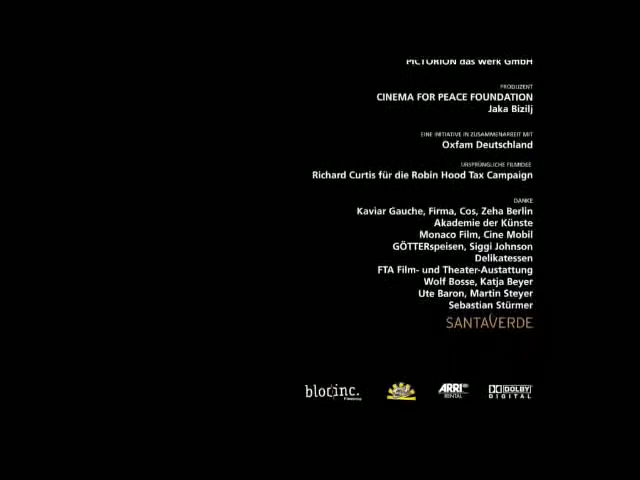 PICTORION das werk GmbH
PRODUZENT
CINEMA FOR PEACE FOUNDATION
Jaka Bizilj
EINE INITIATIVE IN ZUSAMMENARBEIT MIT
Oxfam Deutschland
URSPRÜNGLICHE FILMIDEE
Richard Curtis für die Robin Hood Tax Campaign
DANKE
Kaviar Gauche, Firma, Cos, Zeha Berlin
Akademie der Künste
Monaco Film, Cine Mobil
GÖTTERspeisen, Siggi Johnson
Delikatessen
FTA Film- und Theater-Austattung
Wolf Bosse, Katja Beyer
Ute Baron, Martin Steyer
Sebastian Stürmer
SANTAVERDE
ARRI
RENTAL
DOLBY
DIGITAL